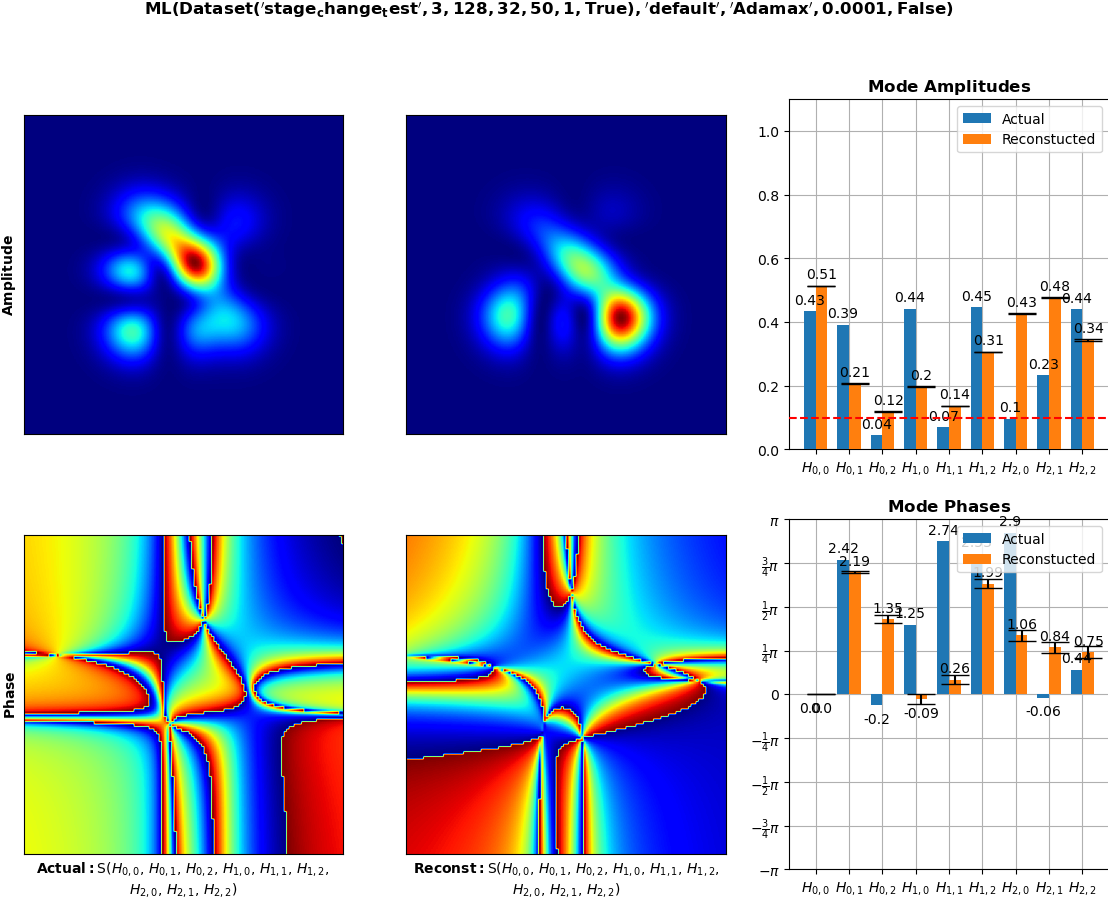 ML(Dataset('stage_change_test', 3, 128, 32, 50, 1, True), 'default', 'Adamax', 0.0001, False)
Amplitude
Mode Amplitudes
Actual
Reconstucted
1.0
0.8
0.6
0.4
0.2
0.0
0.43 0.51 0.39 0.21 0.04 0.12 0.44 0.2 0.07 0.14 0.45 0.31 0.1 0.43 0.23 0.48 0.44 0.34
H0,0 H0,1 H0,2 H1,0 H1,1 H1,2 H2,0 H2,1 H2,2
Phase
Actual: S(H0,0, H0,1, H0,2, H1,0, H1,1, H1,2,
H2,0, H2,1, H2,2)
Reconst: S(H0,0, H0,1, H0,2, H1,0, H1,1, H1,2,
H2,0, H2,1, H2,2)
Mode Phases
Actual
Reconstucted
π
3/4π
1/2π
1/4π
0
−1/4π
−1/2π
−3/4π
−π
0.0 0.0 2.42 2.19 -0.2 1.35 1.25 -0.09 2.74 0.26 1.99 2.9 1.06 -0.06 0.84 0.44 0.75
H0,0 H0,1 H0,2 H1,0 H1,1 H1,2 H2,0 H2,1 H2,2